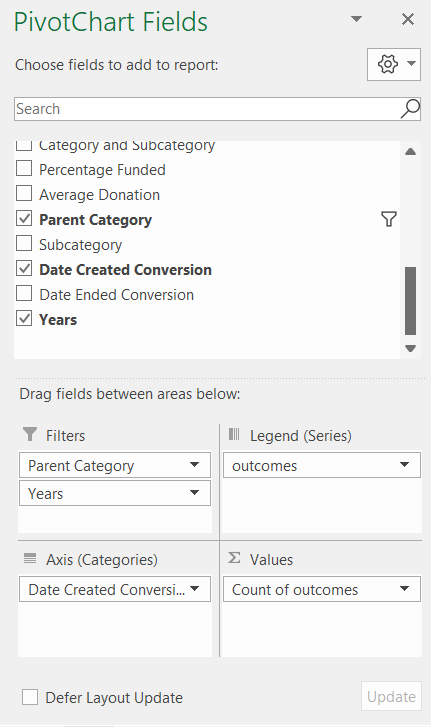 PivotChart Fields
Choose fields to add to report:
Search
Category and Subcategory
Percentage Funded
Average Donation
Parent Category
Subcategory
Date Created Conversion
Date Ended Conversion
Years
Drag fields between areas below:
Filters
Parent Category
Years
Legend (Series)
outcomes
Axis (Categories)
Date Created Conversi...
Values
Count of outcomes
Defer Layout Update
Update